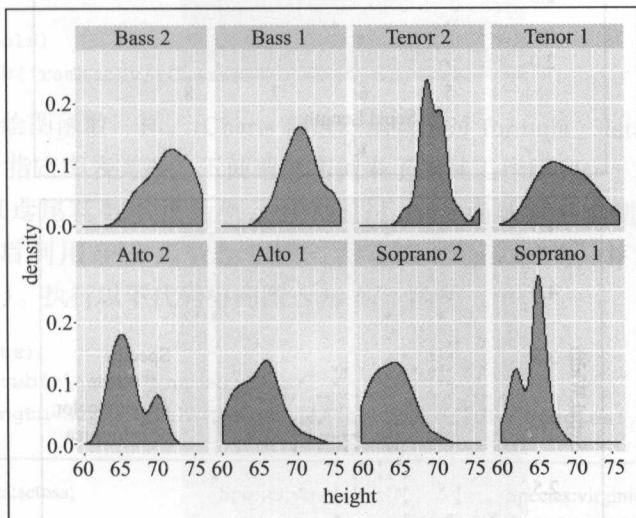 Bass 2 Bass 1 Tenor 2 Tenor 1
0.2
0.1
0.0
density
Alto 2 Alto 1 Soprano 2 Soprano 1
0.2
0.1
0.0
60 65 70 75 60 65 70 75 60 65 70 75 60 65 70 75
height